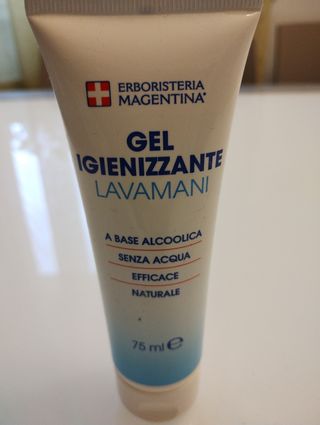 ERBORISTERIA
MAGENTINA®
GEL
IGIENIZZANTE
LAVAMANI
A BASE ALCOOLICA
SENZA ACQUA
EFFICACE
NATURALE
75 ml ℮